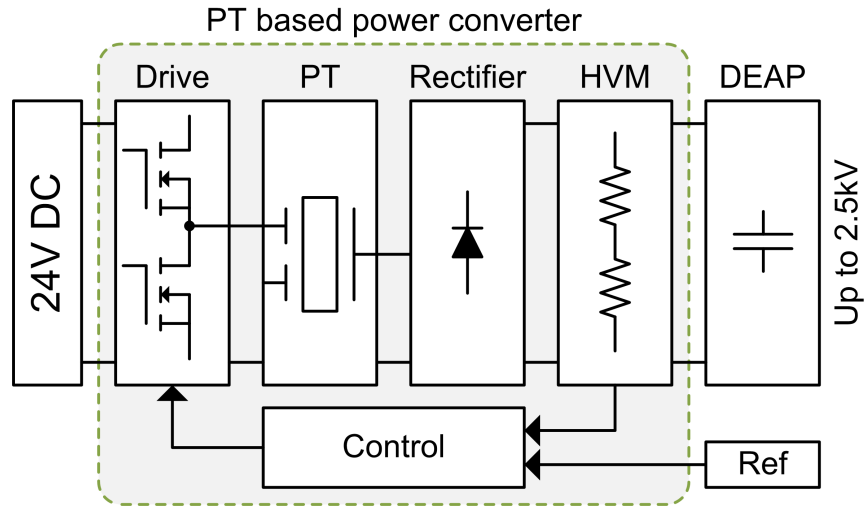 PT based power converter
Drive
PT
Rectifier
HVM
DEAP
24V DC
Up to 2.5kV
Control
Ref